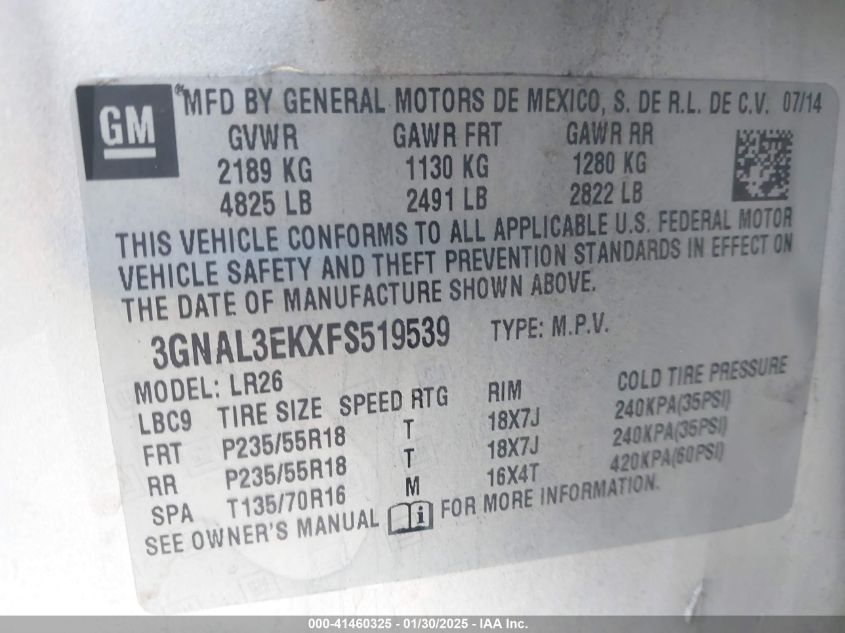 GM
MFD BY GENERAL MOTORS DE MEXICO, S. DE R.L. DE C.V. 07/14
GVWR GAWR FRT GAWR RR
2189 KG 1130 KG 1280 KG
4825 LB 2491 LB 2822 LB
THIS VEHICLE CONFORMS TO ALL APPLICABLE U.S. FEDERAL MOTOR
VEHICLE SAFETY AND THEFT PREVENTION STANDARDS IN EFFECT ON
THE DATE OF MANUFACTURE SHOWN ABOVE.
3GNAL3EKXFS519539 TYPE: M.P.V.
MODEL: LR26
LBC9 TIRE SIZE SPEED RTG RIM COLD TIRE PRESSURE
FRT P235/55R18 T 18X7J 240KPA(35PSI)
RR P235/55R18 T 18X7J 240KPA(35PSI)
SPA T135/70R16 M 16X4T 420KPA(60PSI)
SEE OWNER'S MANUAL i FOR MORE INFORMATION.
000-41460325 - 01/30/2025 - IAA Inc.